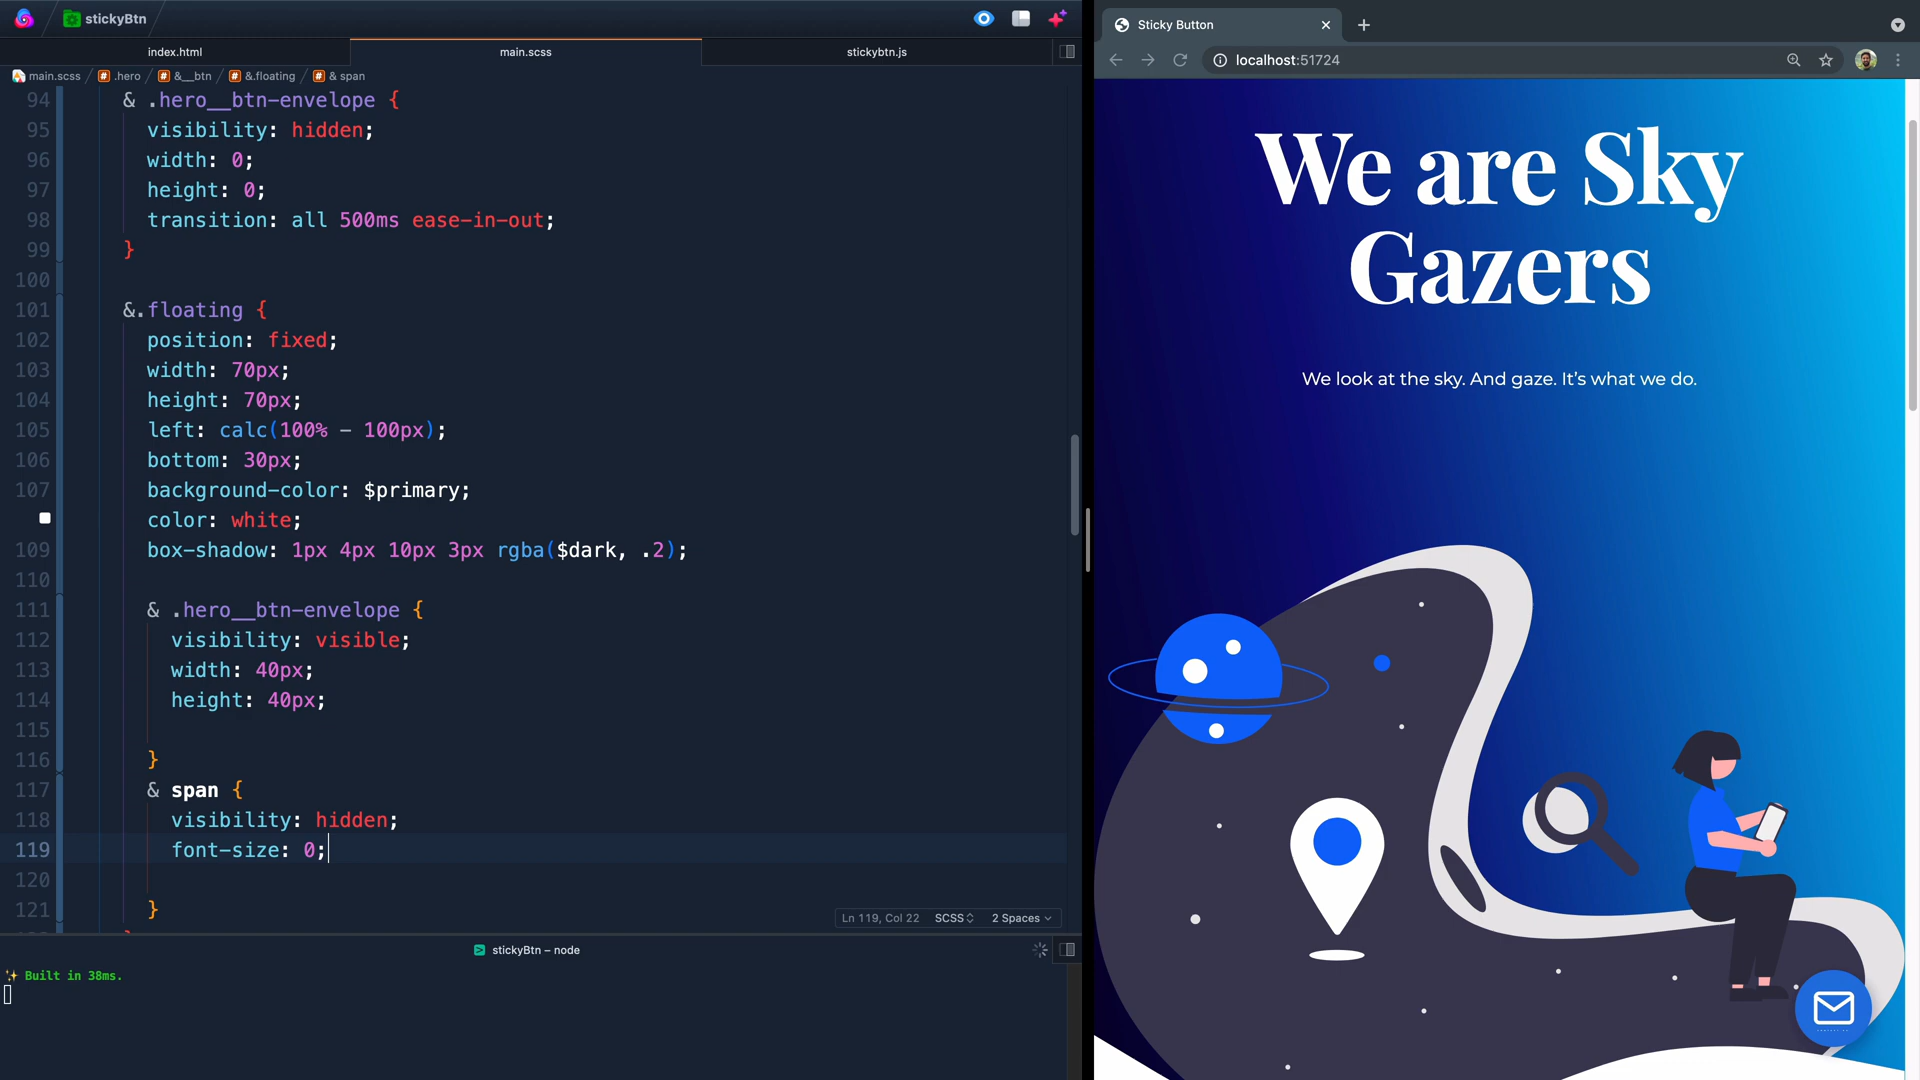 stickyBtn
index.html
main.scss
stickybtn.js
main.scss
.hero
&__btn
&.floating
& span
94 & .hero__btn-envelope {
95 visibility: hidden;
96 width: 0;
97 height: 0;
98 transition: all 500ms ease-in-out;
99 }
100
101 &.floating {
102 position: fixed;
103 width: 70px;
104 height: 70px;
105 left: calc(100% - 100px);
106 bottom: 30px;
107 background-color: $primary;
color: white;
109 box-shadow: 1px 4px 10px 3px rgba($dark, .2);
110
111 & .hero__btn-envelope {
112 visibility: visible;
113 width: 40px;
114 height: 40px;
115
116 }
117 & span {
118 visibility: hidden;
119 font-size: 0;
120
121 }
Ln 119, Col 22
SCSS
2 Spaces
stickyBtn – node
✨ Built in 38ms.
Sticky Button
localhost:51724
We are Sky
Gazers
We look at the sky. And gaze. It's what we do.